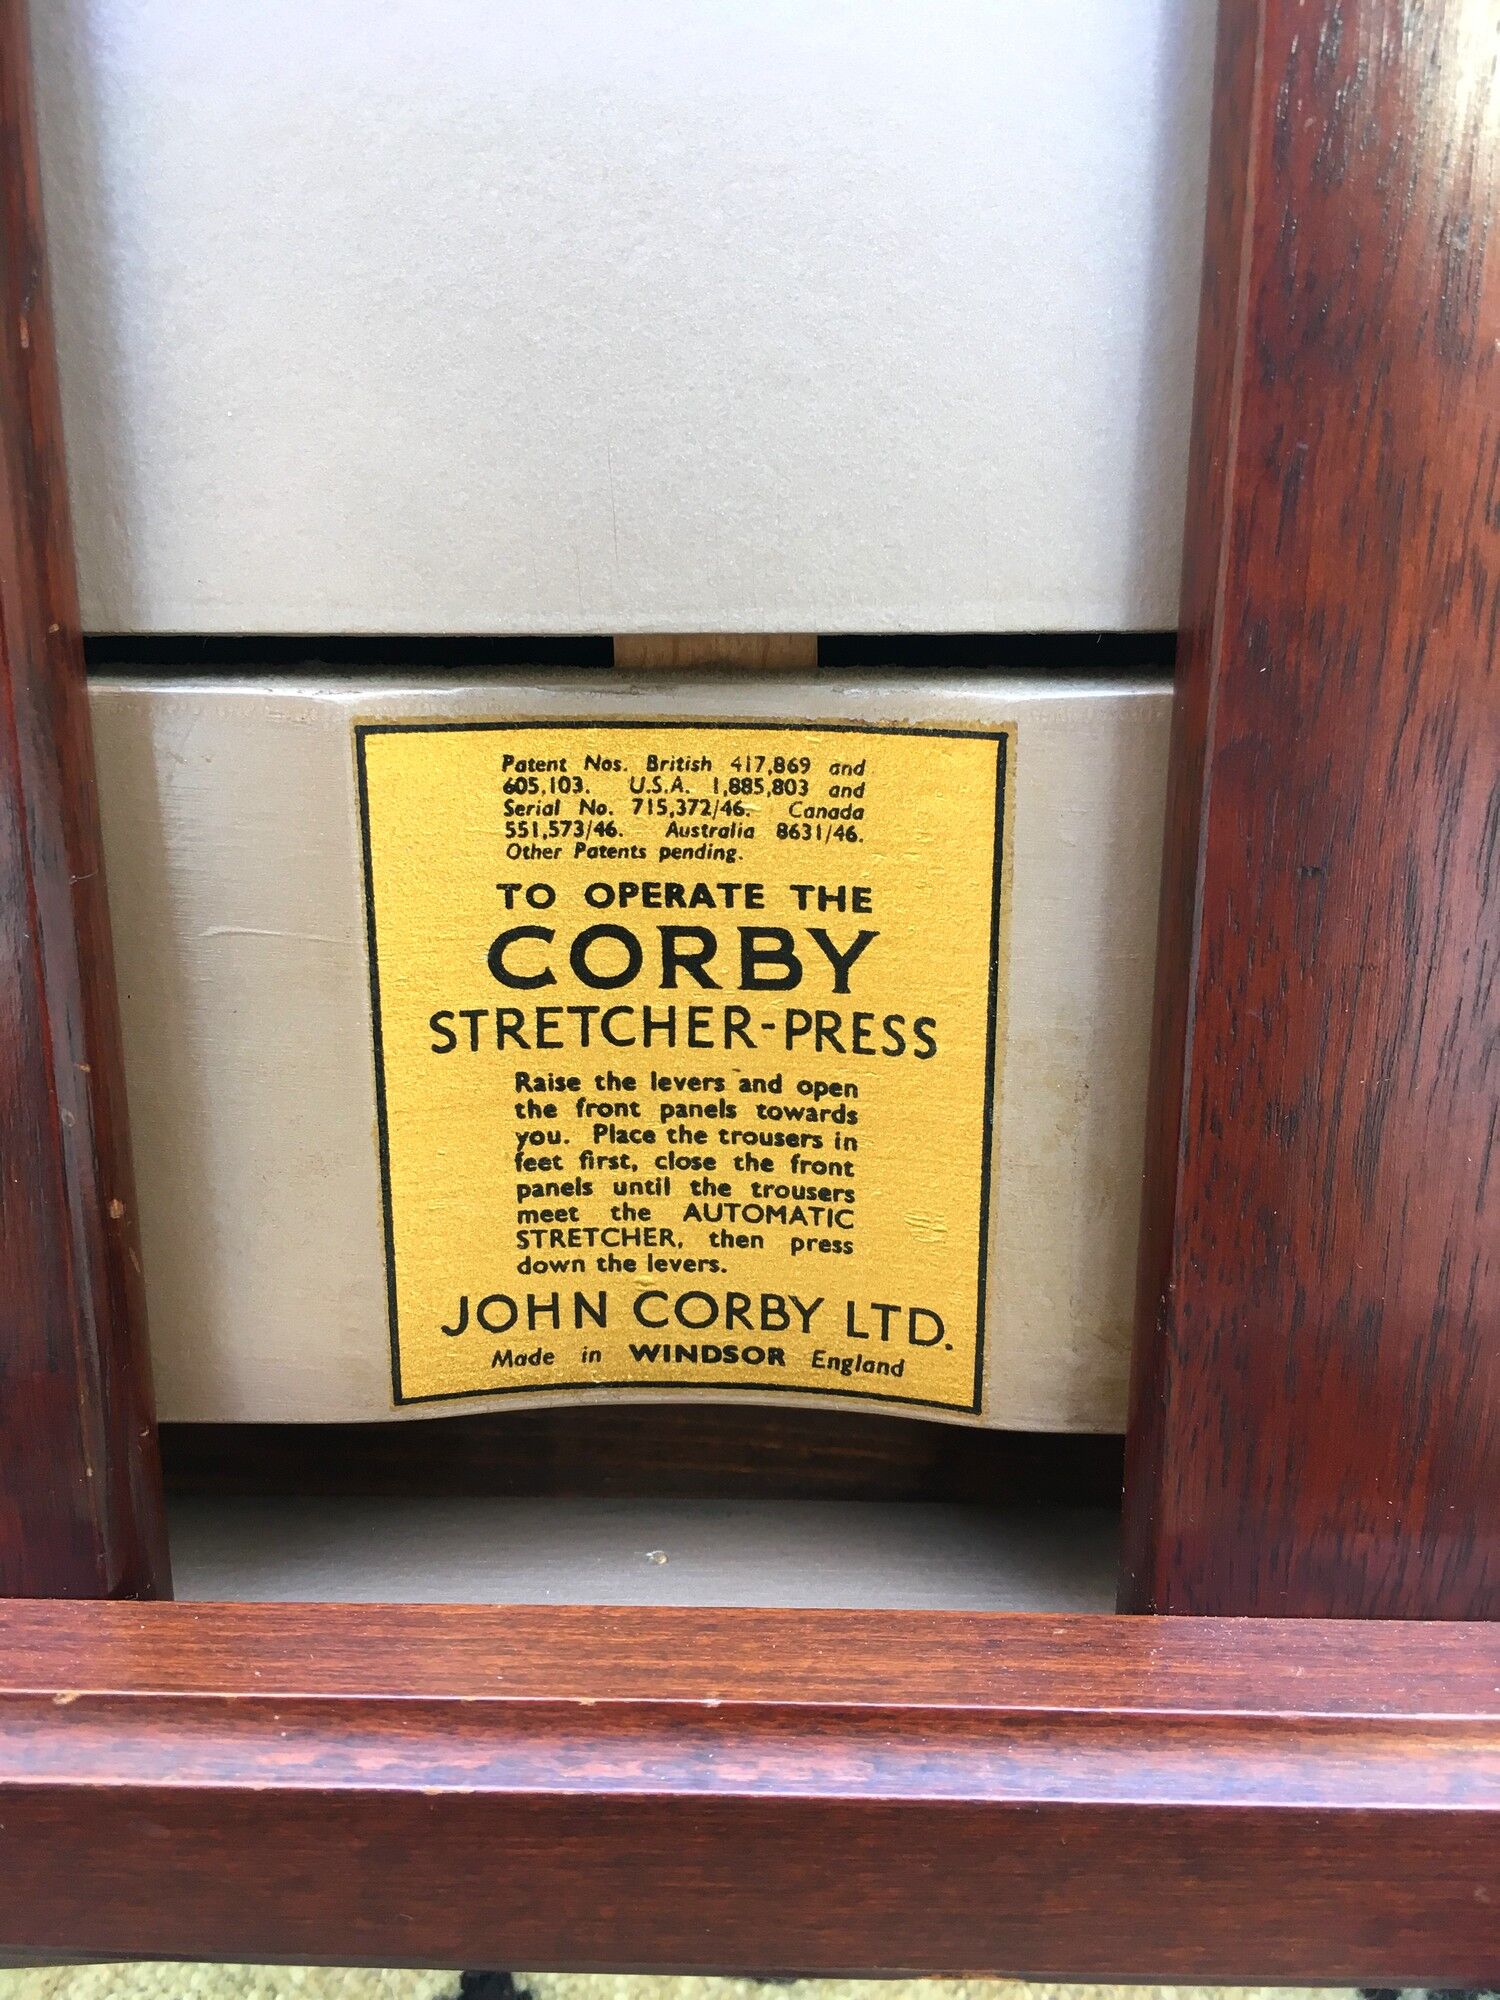 Patent Nos. British 417,869 and
605,103. U.S.A. 1,885,803 and
Serial No. 715,372/46. Canada
551,573/46. Australia 8631/46.
Other Patents pending.
TO OPERATE THE
CORBY
STRETCHER-PRESS
Raise the levers and open
the front panels towards
you. Place the trousers in
feet first, close the front
panels until the trousers
meet the AUTOMATIC
STRETCHER, then press
down the levers.
JOHN CORBY LTD.
Made in WINDSOR England